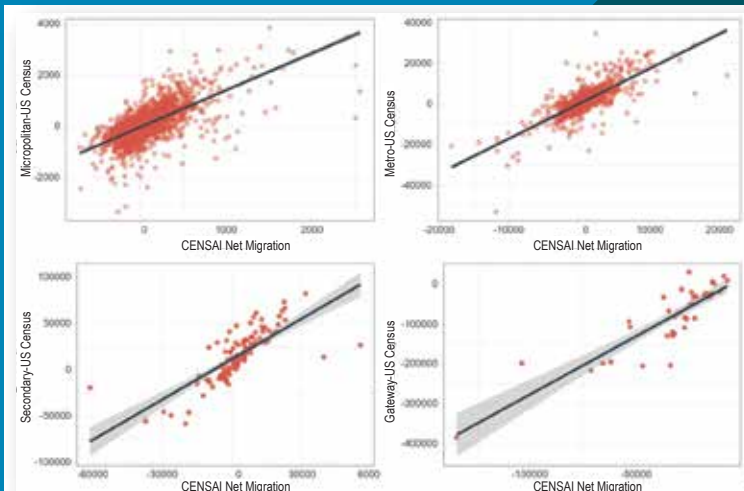 4000
2000
0
-2000
Micropolitan-US Census
0 1000 2000
CENSAI Net Migration
40000
20000
0
-20000
-40000
Metro-US Census
-20000 -10000 0 10000 20000
CENSAI Net Migration
100000
50000
0
-50000
-100000
Secondary-US Census
-30000 0 30000 6000
CENSAI Net Migration
0
-100000
-200000
-300000
-400000
Gateway-US Census
-100000 -50000
CENSAI Net Migration